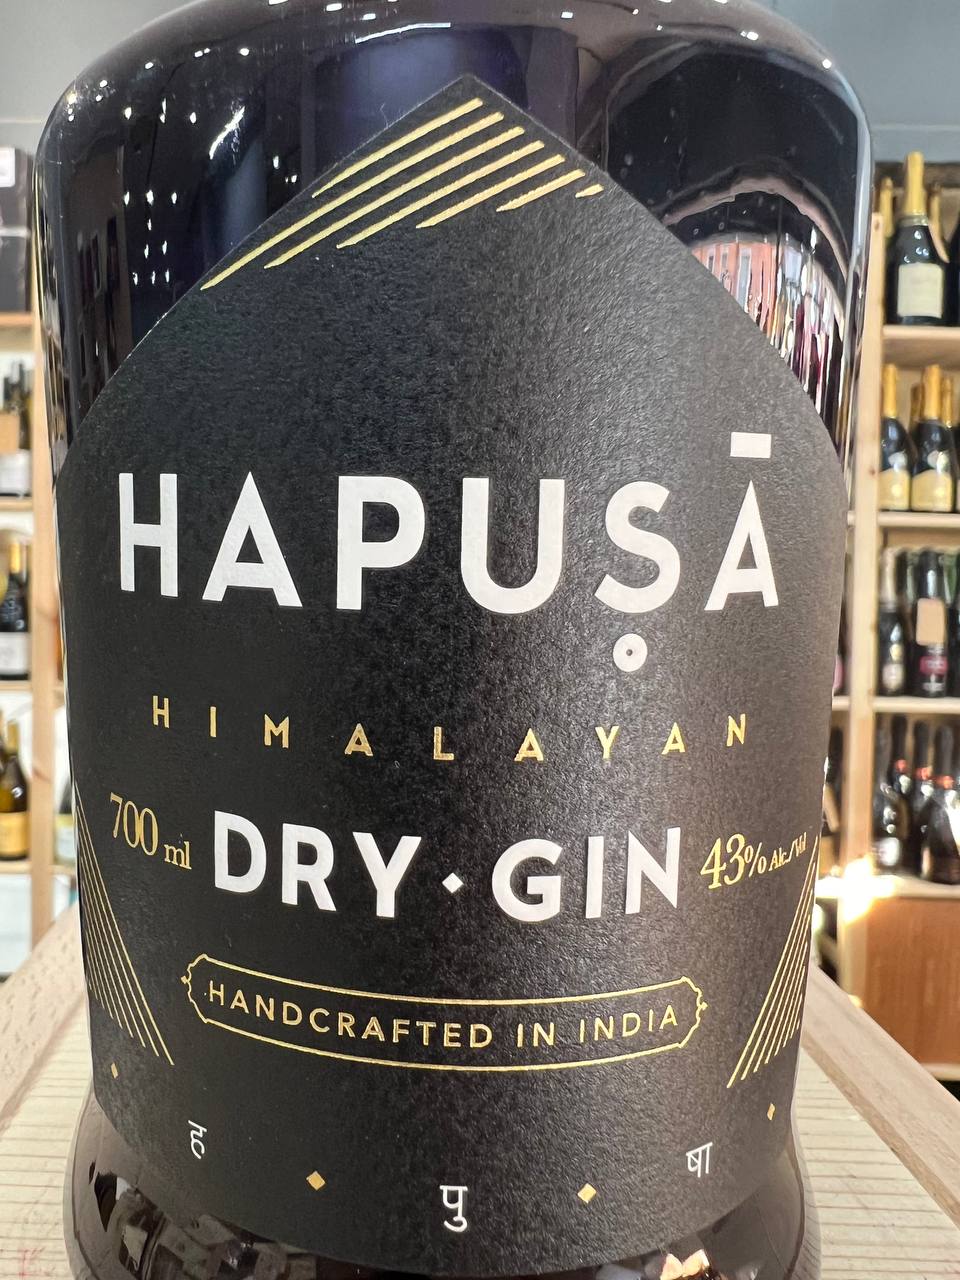 HAPUṢĀ
HIMALAYAN
700 ml DRY·GIN 43% Alc./Vol
HANDCRAFTED IN INDIA
ह पु षा